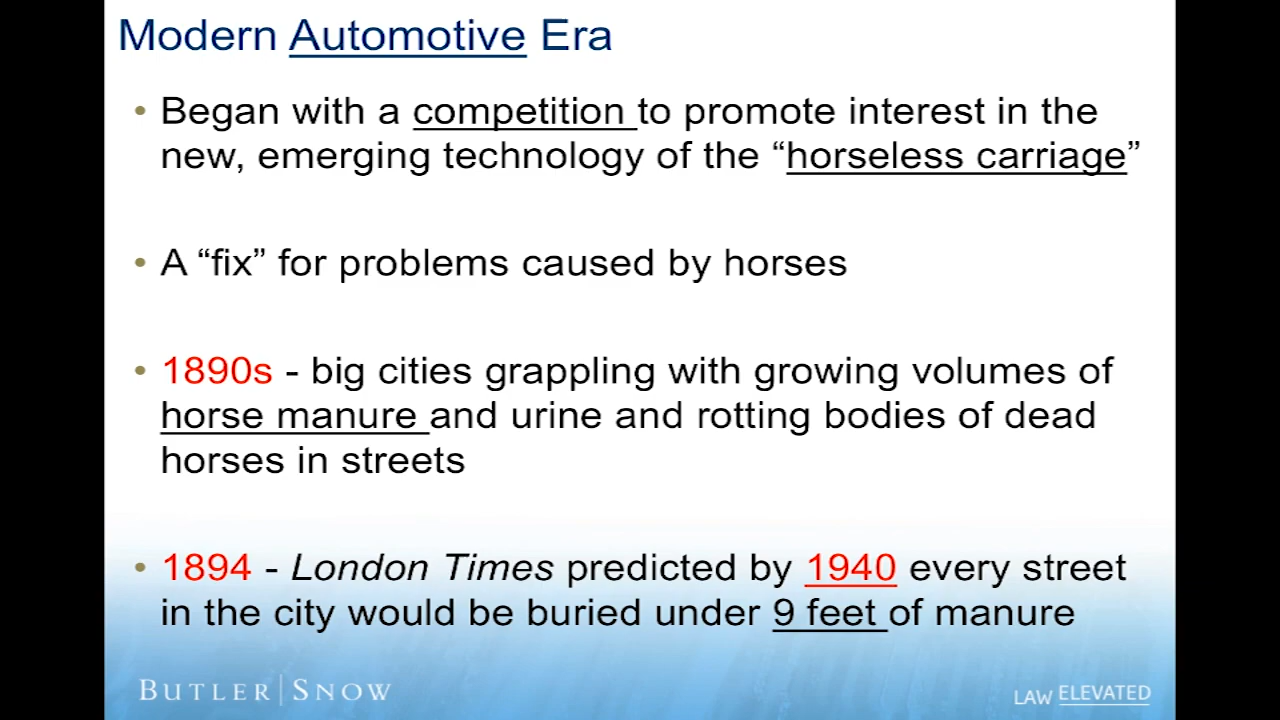 Modern Automotive Era
• Began with a competition to promote interest in the
new, emerging technology of the “horseless carriage”
• A “fix” for problems caused by horses
• 1890s - big cities grappling with growing volumes of
horse manure and urine and rotting bodies of dead
horses in streets
• 1894 - London Times predicted by 1940 every street
in the city would be buried under 9 feet of manure
BUTLER | SNOW
LAW ELEVATED